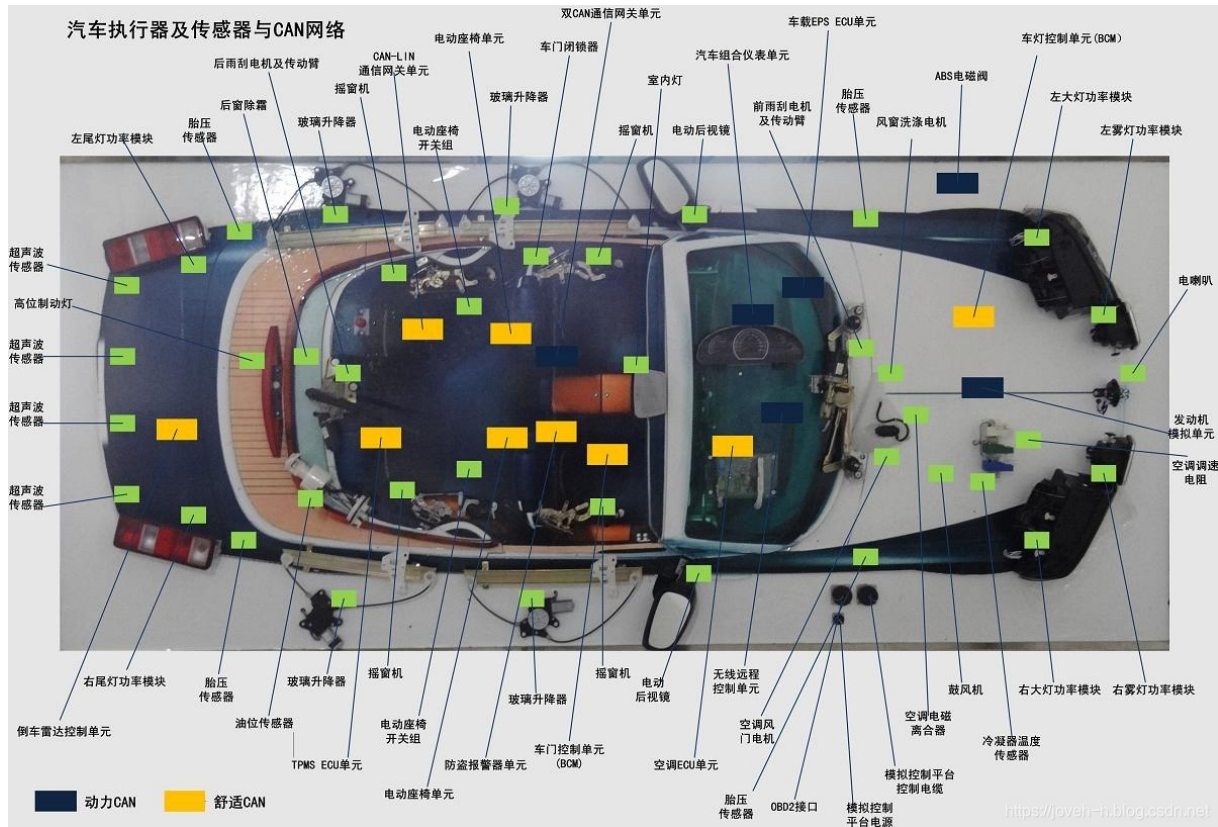 汽车执行器及传感器与CAN网络
双CAN通信网关单元
车载EPS ECU单元
电动座椅单元
车门闭锁器
汽车组合仪表单元
车灯控制单元(BCM)
CAN-LIN
通信网关单元
后雨刮电机及传动臂
摇窗机
室内灯
ABS电磁阀
后窗除霜
玻璃升降器
玻璃升降器
前雨刮电机
及传动臂
胎压
传感器
左大灯功率模块
胎压
传感器
左尾灯功率模块
电动座椅
开关组
摇窗机
电动后视镜
风窗洗涤电机
左雾灯功率模块
超声波
传感器
高位制动灯
电喇叭
超声波
传感器
超声波
传感器
发动机
模拟单元
空调调速
电阻
超声波
传感器
右尾灯功率模块
胎压
传感器
玻璃升降器
摇窗机
玻璃升降器
摇窗机
电动
后视镜
无线远程
控制单元
鼓风机
右大灯功率模块
右雾灯功率模块
倒车雷达控制单元
油位传感器
电动座椅
开关组
空调风
门电机
空调电磁
离合器
冷凝器温度
传感器
TPMS ECU单元
防盗报警器单元
车门控制单元
(BCM)
空调ECU单元
电动座椅单元
胎压
传感器
OBD2接口
模拟控制
平台电源
模拟控制平台
控制电缆
动力CAN
舒适CAN
https://joveh-h.blog.csdn.net